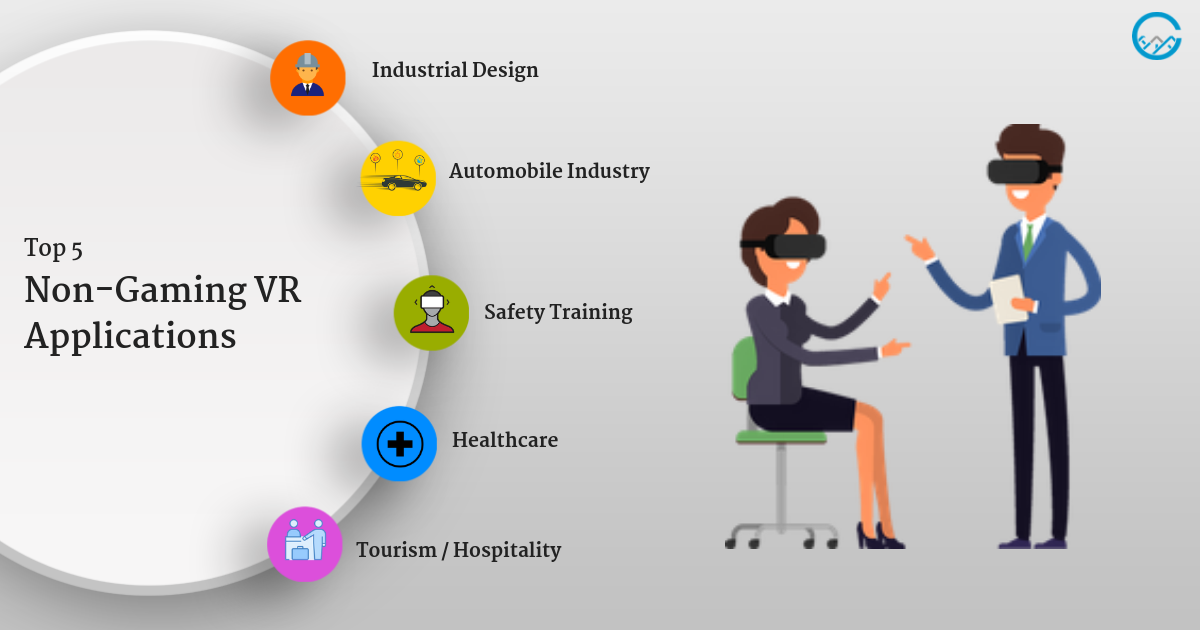 Top 5
Non-Gaming VR
Applications
Industrial Design
Automobile Industry
Safety Training
Healthcare
Tourism / Hospitality